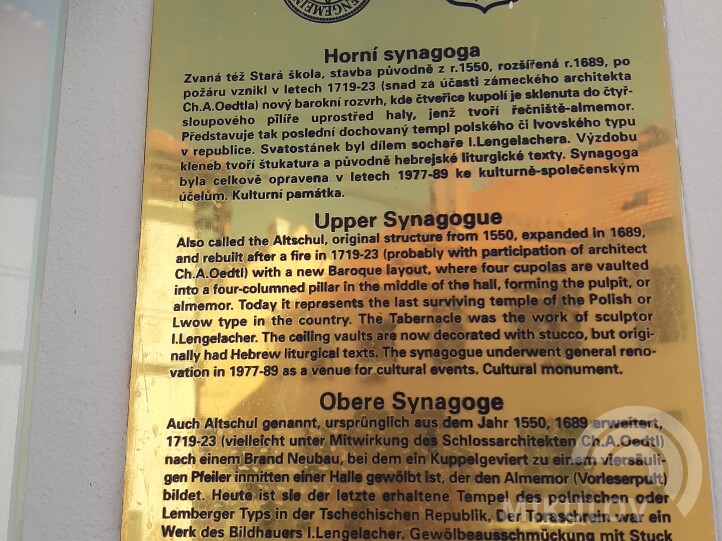 ENGEMEIN
Horní synagoga
Zvaná též Stará škola, stavba původně z r.1550, rozšířená r.1689, po
požáru vznikl v letech 1719-23 (snad za účasti zámeckého architekta
Ch.A.Oedtla) nový barokní rozvrh, kde čtveřice kupolí je sklenuta do čtyř-
sloupového pilíře uprostřed haly, jenž tvoří řečniště-almemor.
Představuje tak poslední dochovaný templ polského či lvovského typu
v republice. Svatostánek byl dílem sochaře I.Lengelachera. Výzdobu
kleneb tvoří štukatura a původně hebrejské liturgické texty. Synagoga
byla celkově opravena v letech 1977-89 ke kulturně-společenským
účelům. Kulturní památka.
Upper Synagogue
Also called the Altschul, original structure from 1550, expanded in 1689,
and rebuilt after a fire in 1719-23 (probably with participation of architect
Ch.A.Oedtl) with a new Baroque layout, where four cupolas are vaulted
into a four-columned pillar in the middle of the hall, forming the pulpit, or
almemor. Today it represents the last surviving temple of the Polish or
Lwow type in the country. The Tabernacle was the work of sculptor
I.Lengelacher. The ceiling vaults are now decorated with stucco, but origi-
nally had Hebrew liturgical texts. The synagogue underwent general reno-
vation in 1977-89 as a venue for cultural events. Cultural monument.
Obere Synagoge
Auch Altschul genannt, ursprünglich aus dem Jahr 1550, 1689 erweitert,
1719-23 (vielleicht unter Mitwirkung des Schlossarchitekten Ch.A.Oedtl)
nach einem Brand Neubau, bei dem ein Kuppelgeviert zu einem viersäuli-
gen Pfeiler inmitten einer Halle gewölbt ist, der den Almemor (Vorleserpult)
bildet. Heute ist sie der letzte erhaltene Tempel des polnischen oder
Lemberger Typs in der Tschechischen Republik. Der Toraschrein war ein
Werk des Bildhauers I.Lengelacher. Gewölbeausschmückung mit Stuck
MIKULOV